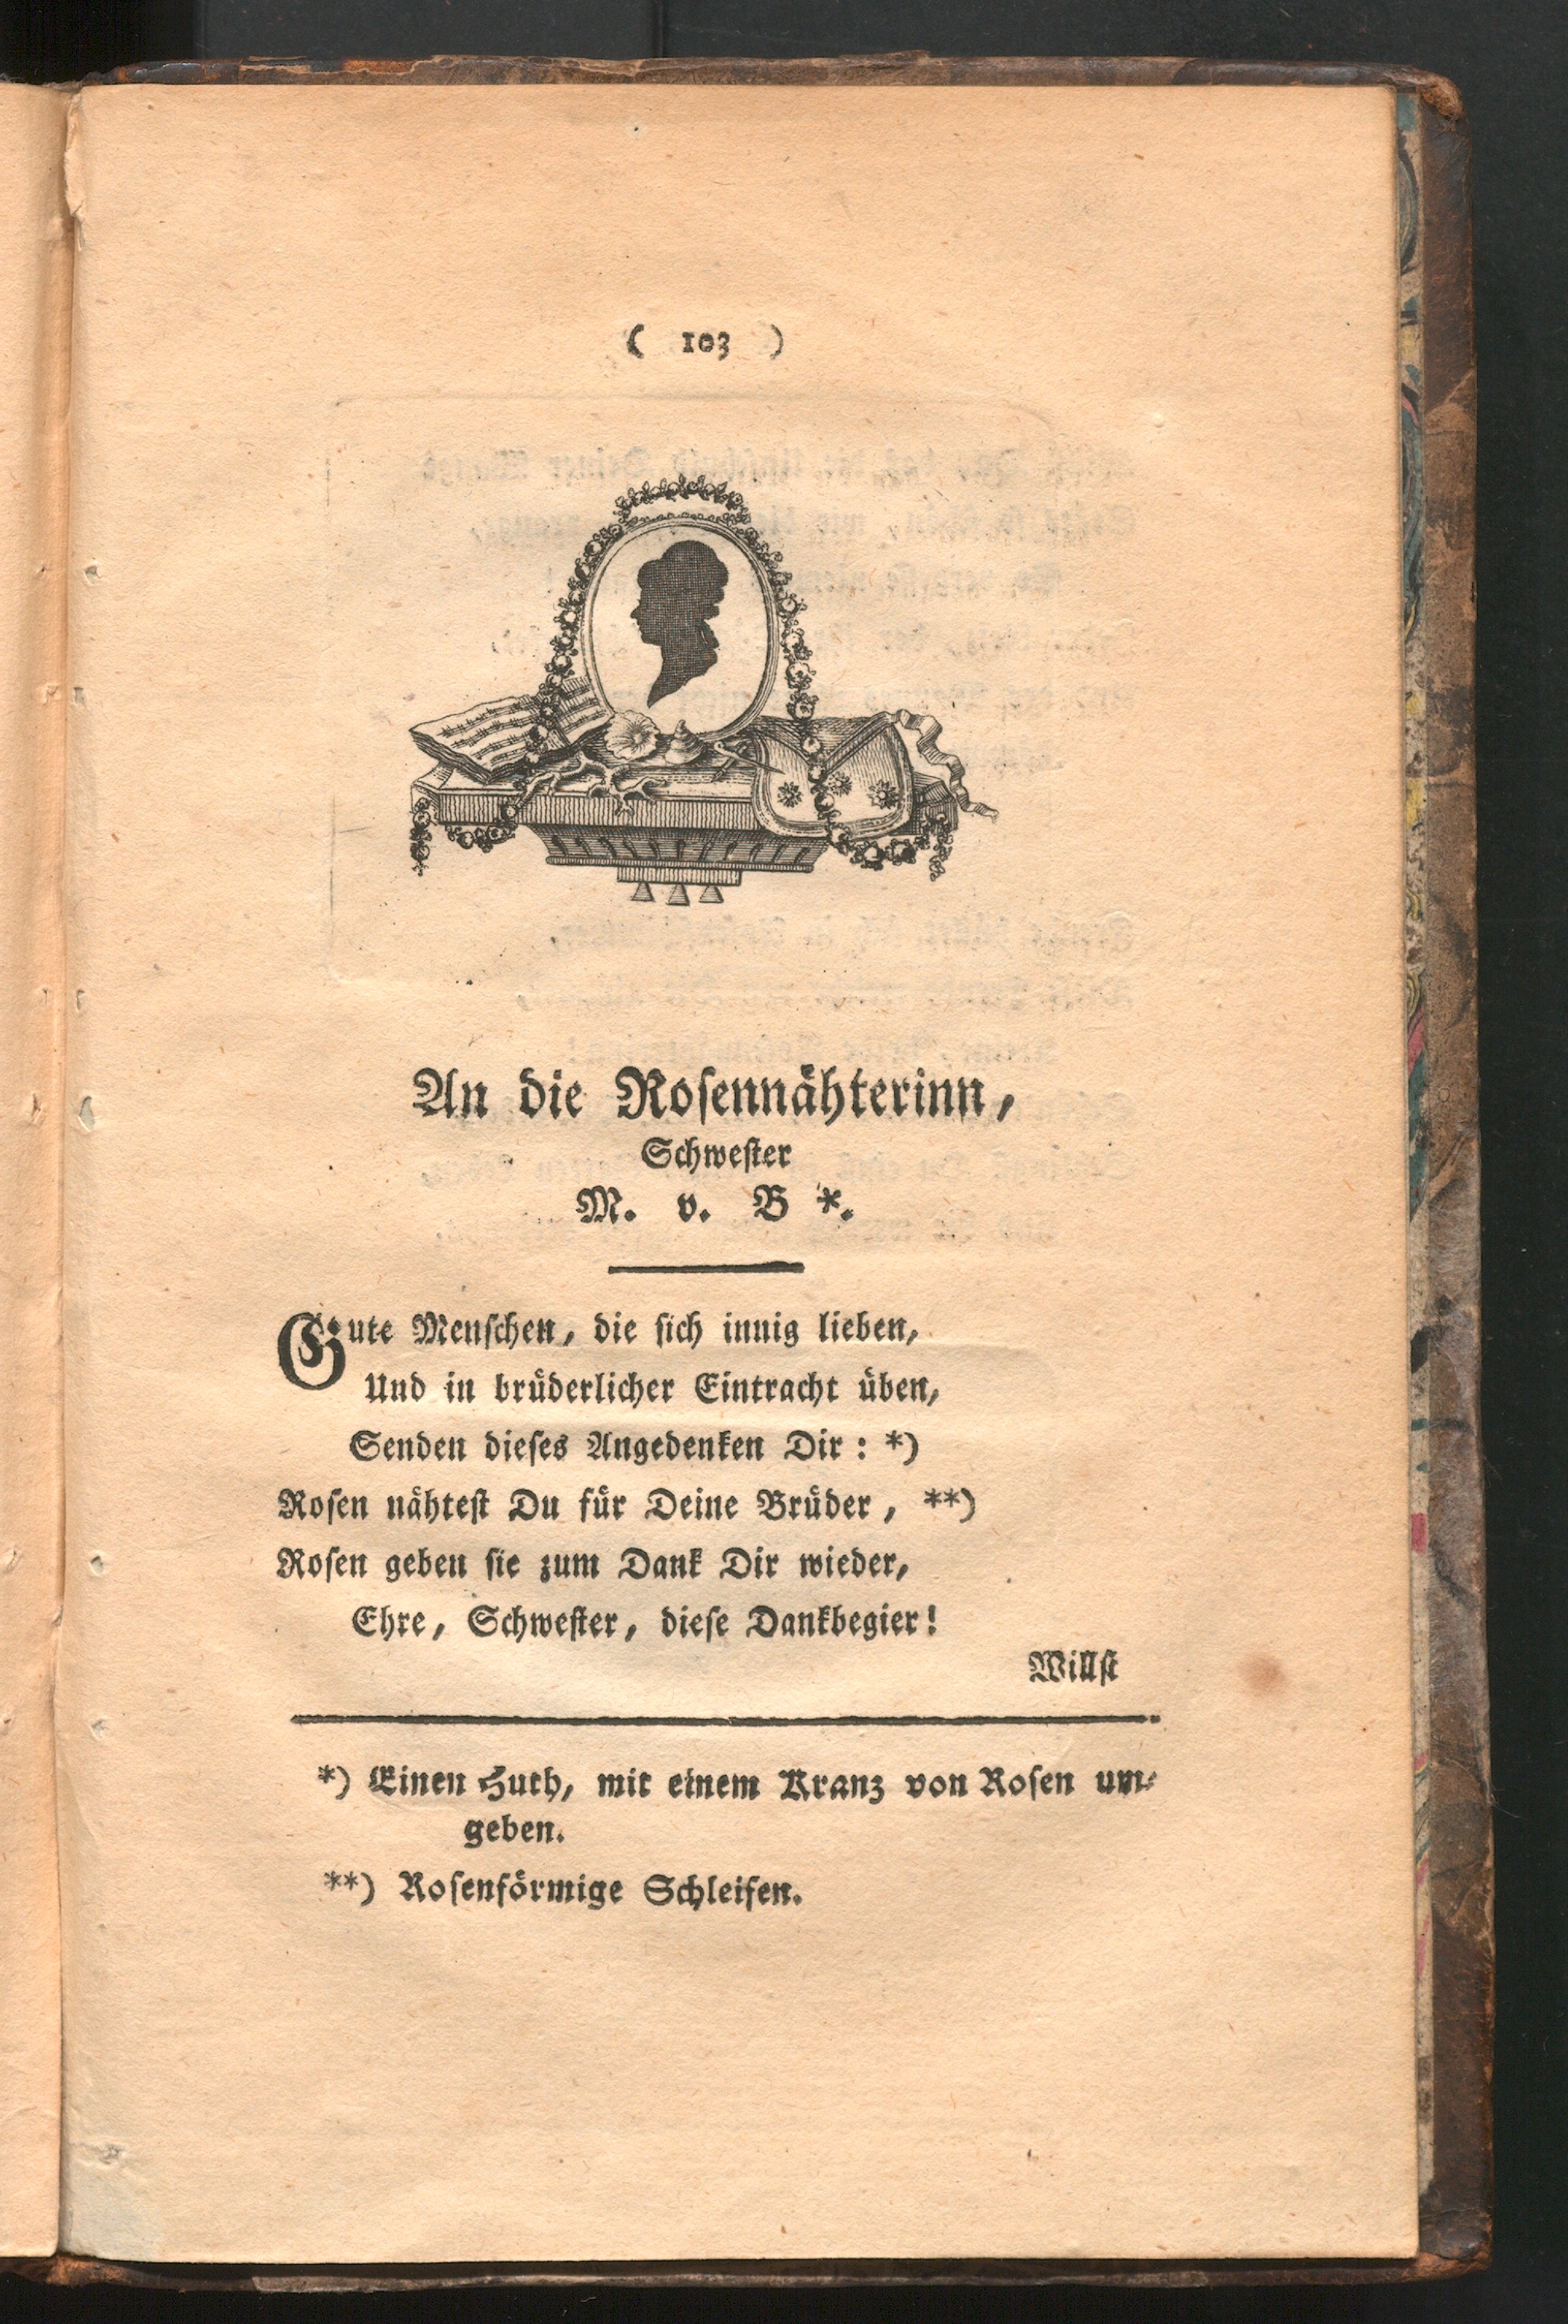 ( 103 )
An die Roſennähterinn,
Schweſter
M. v. B *.
Gute Menſchen, die ſich innig lieben,
Und in brüderlicher Eintracht üben,
Senden dieſes Angedenken Dir: *)
Roſen nähteſt Du für Deine Brüder, **)
Roſen geben ſie zum Dank Dir wieder,
Ehre, Schweſter, dieſe Dankbegier!
Willſt
*) Einen Huth, mit einem Kranz von Roſen um-
geben.
**) Roſenförmige Schleifen.